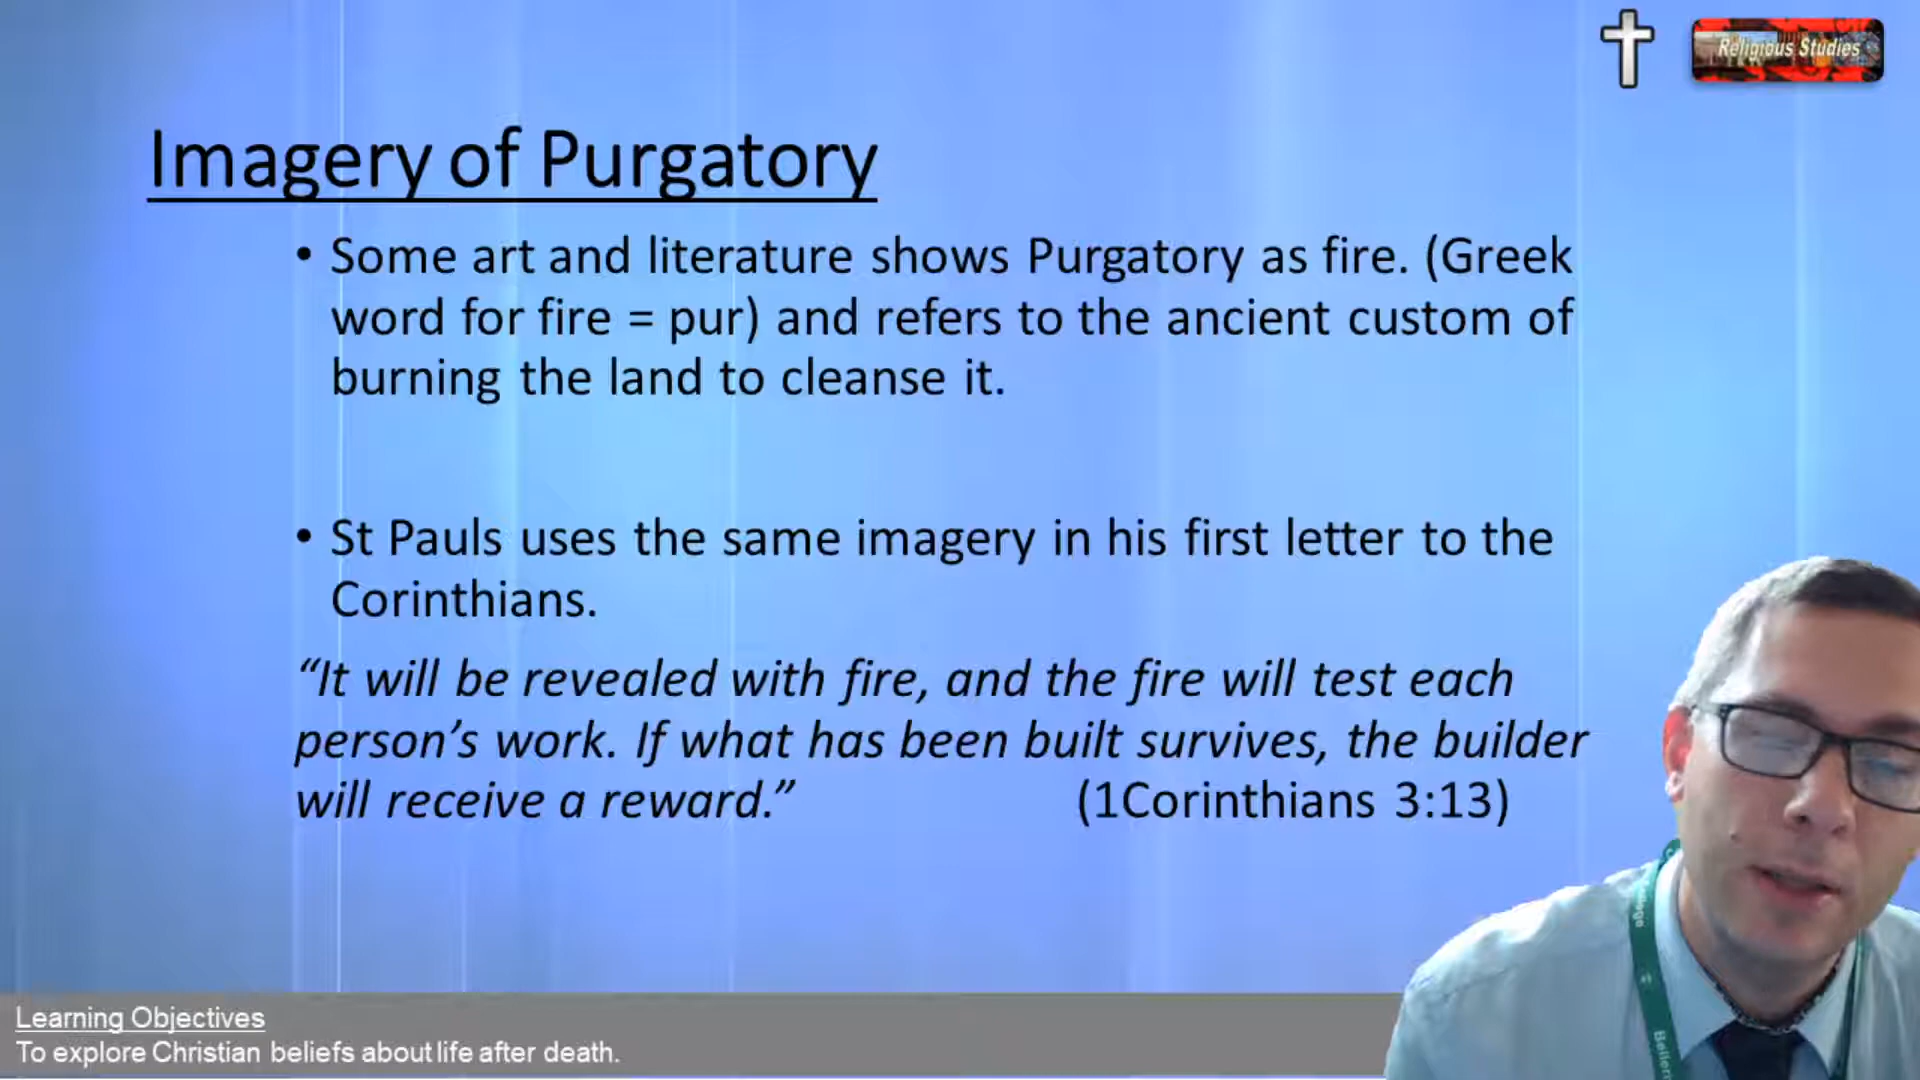 Religious Studies
Imagery of Purgatory
• Some art and literature shows Purgatory as fire. (Greek
word for fire = pur) and refers to the ancient custom of
burning the land to cleanse it.
• St Pauls uses the same imagery in his first letter to the
Corinthians.
“It will be revealed with fire, and the fire will test each
person’s work. If what has been built survives, the builder
will receive a reward.” (1Corinthians 3:13)
Learning Objectives
To explore Christian beliefs about life after death.